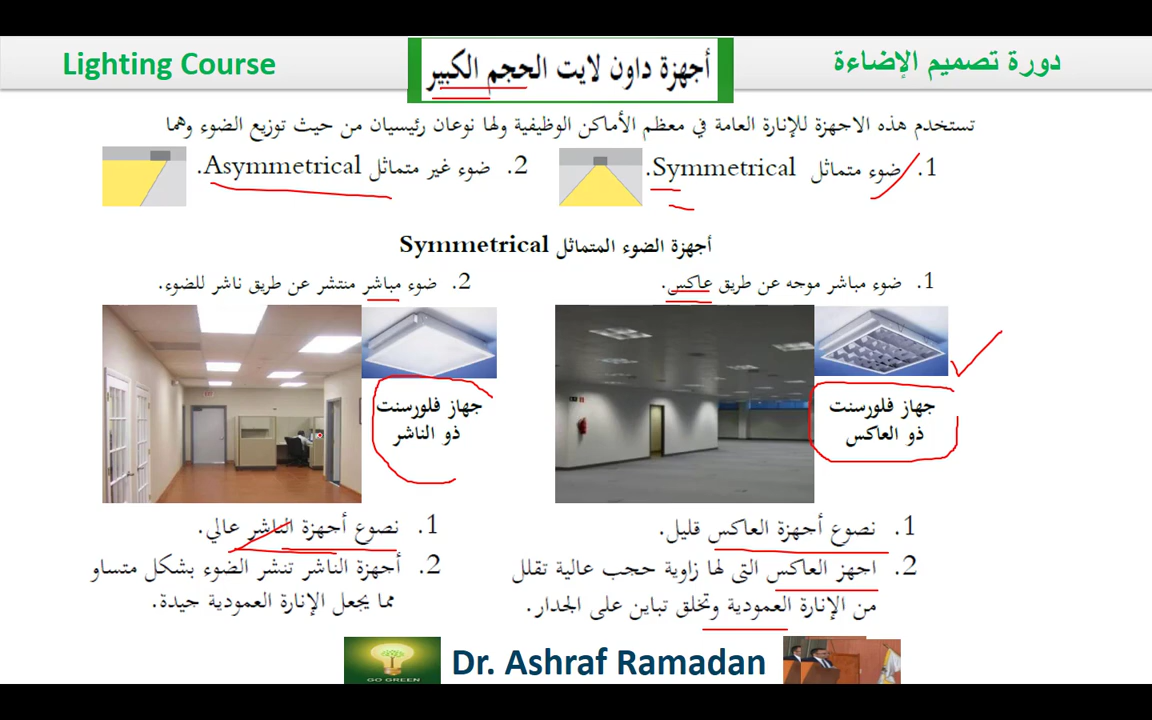 Lighting Course
أجهزة داون لايت الحجم الكبير
دورة تصميم الإضاءة
تستخدم هذه الاجهزة للإنارة العامة في معظم الأماكن الوظيفية ولها نوعان رئيسيان من حيث توزيع الضوء وهما
1. ضوء متماثل Symmetrical.
2. ضوء غير متماثل Asymmetrical.
أجهزة الضوء المتماثل Symmetrical
1. ضوء مباشر موجه عن طريق عاكس.
2. ضوء مباشر منتشر عن طريق ناشر للضوء.
جهاز فلورسنت
ذو العاكس
جهاز فلورسنت
ذو الناشر
1. نصوع أجهزة العاكس قليل.
2. اجهز العاكس التى لها زاوية حجب عالية تقلل
من الإنارة العمودية وتخلق تباين على الجدار.
1. نصوع أجهزة الناشر عالي.
2. أجهزة الناشر تنشر الضوء بشكل متساو
مما يجعل الإنارة العمودية جيدة.
GO GREEN
Dr. Ashraf Ramadan